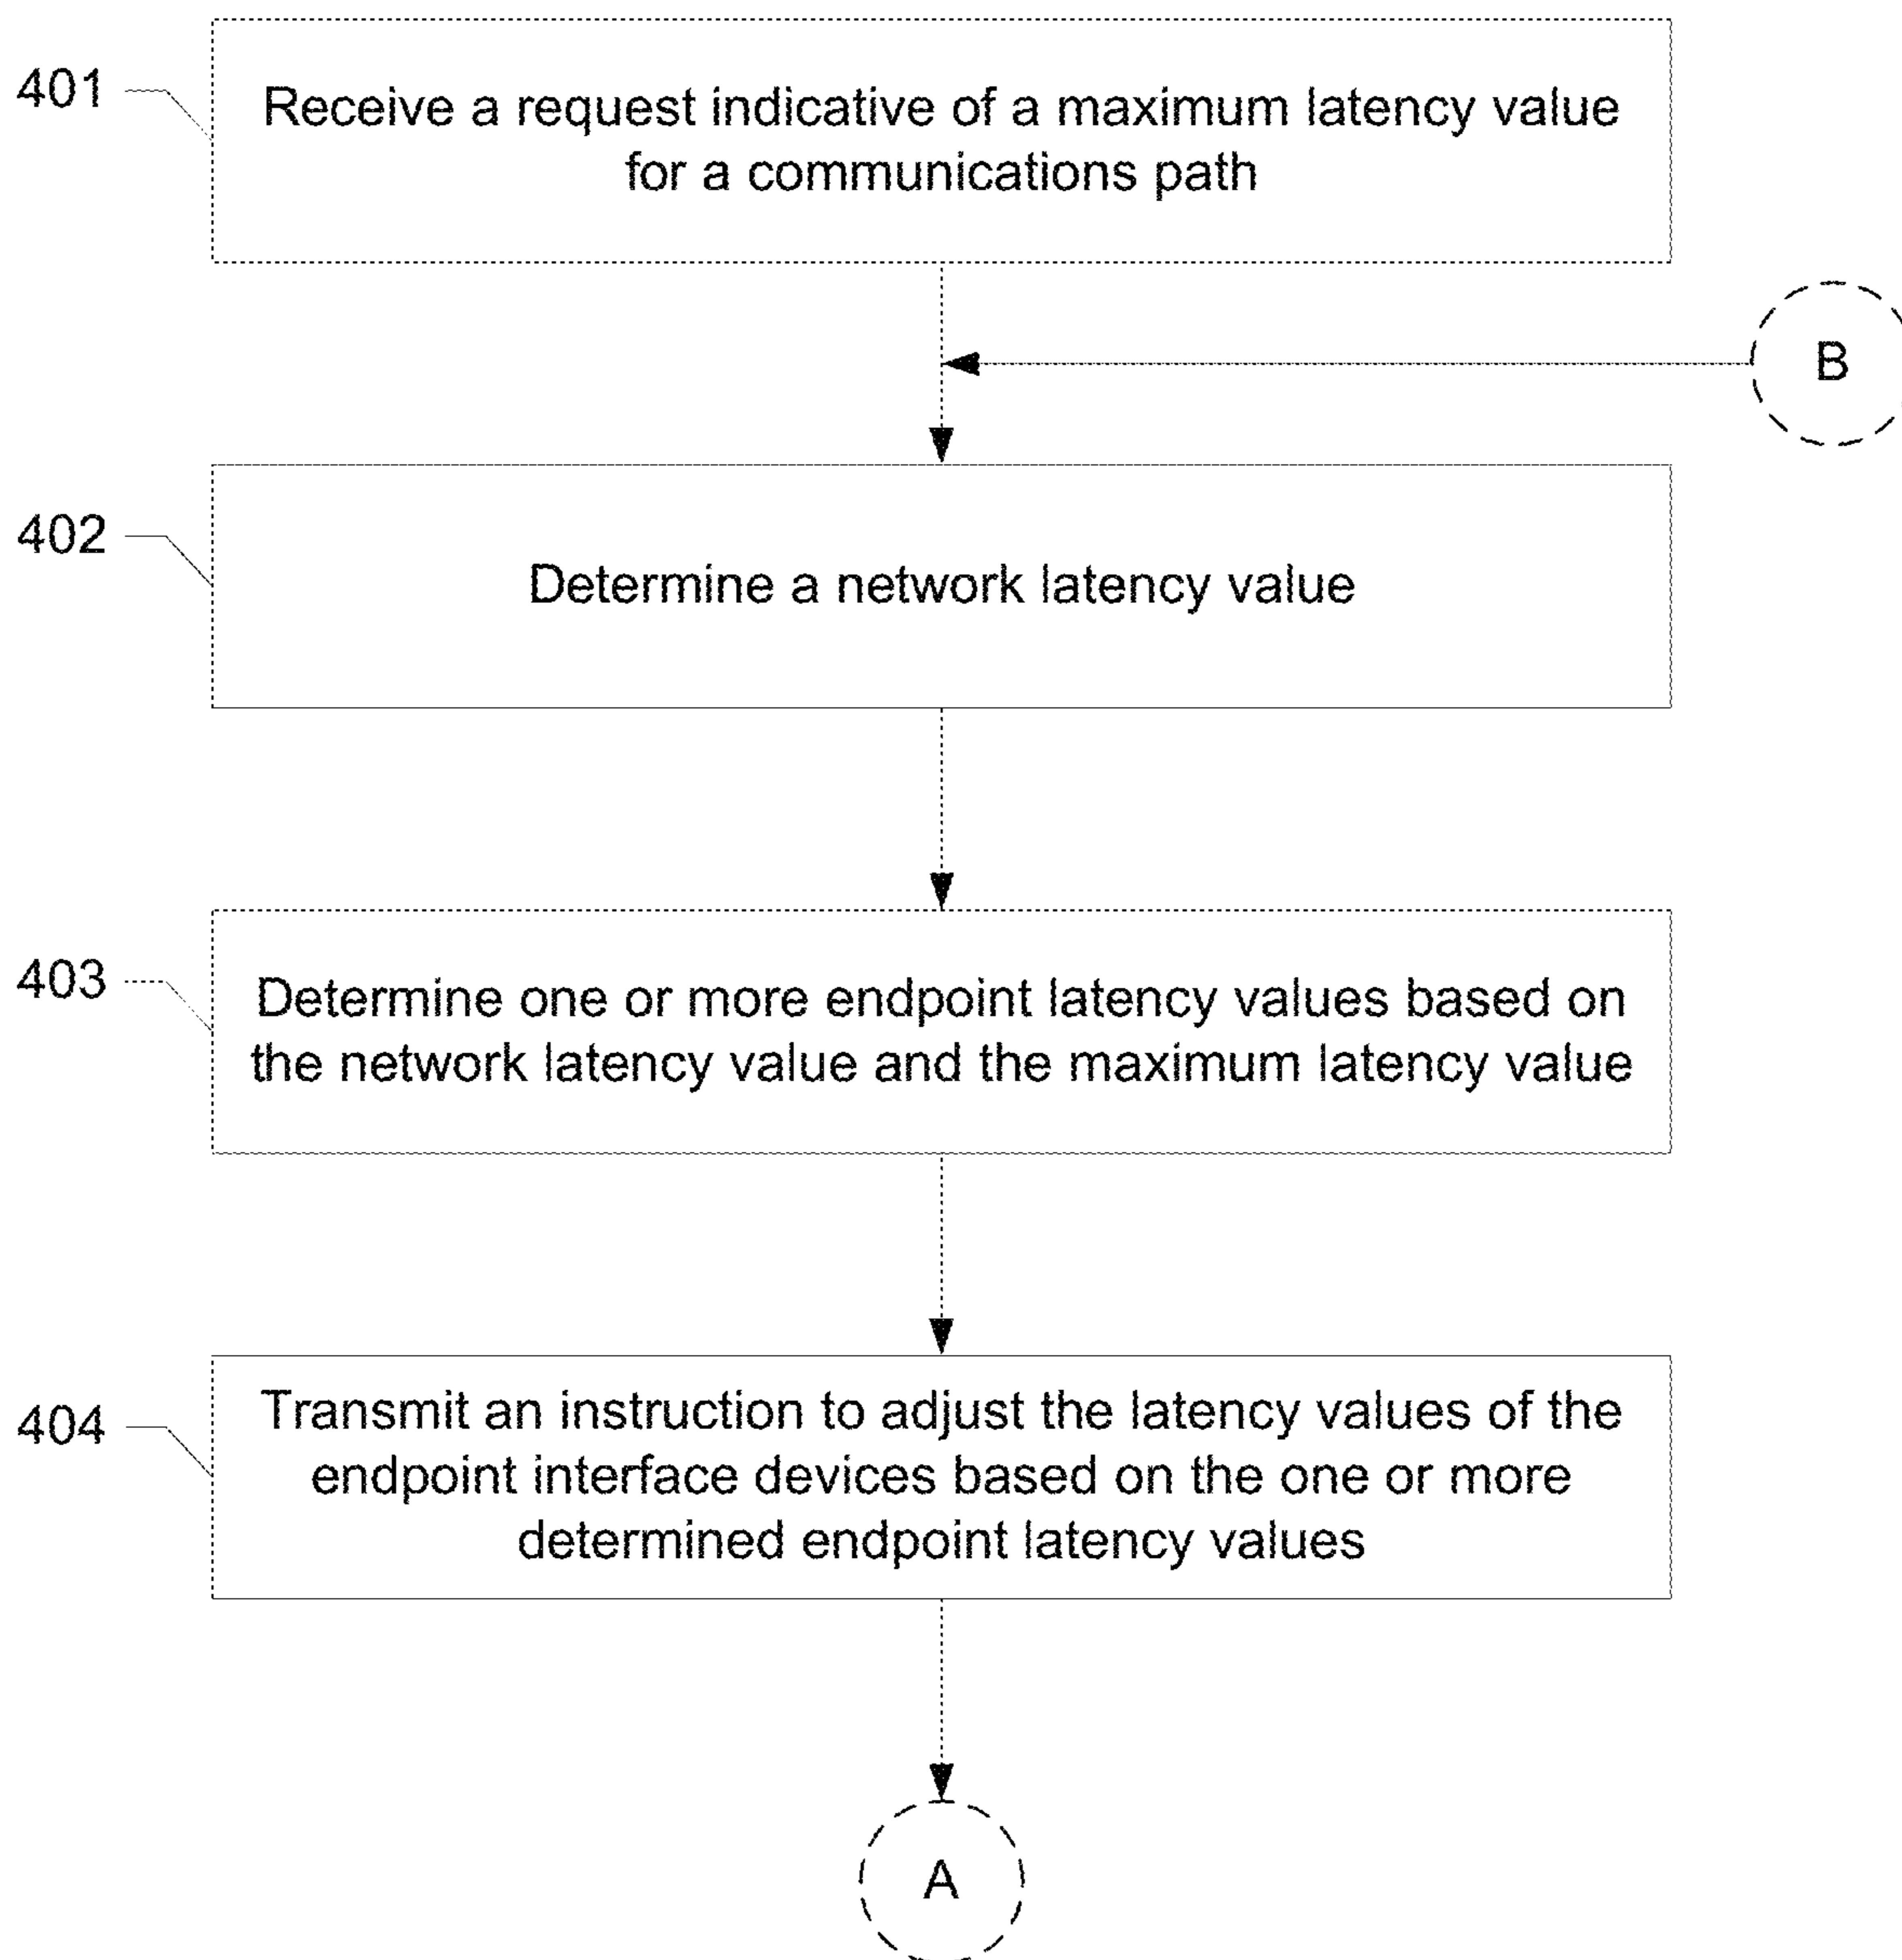 401
Receive a request indicative of a maximum latency value
for a communications path
B
402
Determine a network latency value
403
Determine one or more endpoint latency values based on
the network latency value and the maximum latency value
404
Transmit an instruction to adjust the latency values of the
endpoint interface devices based on the one or more
determined endpoint latency values
A